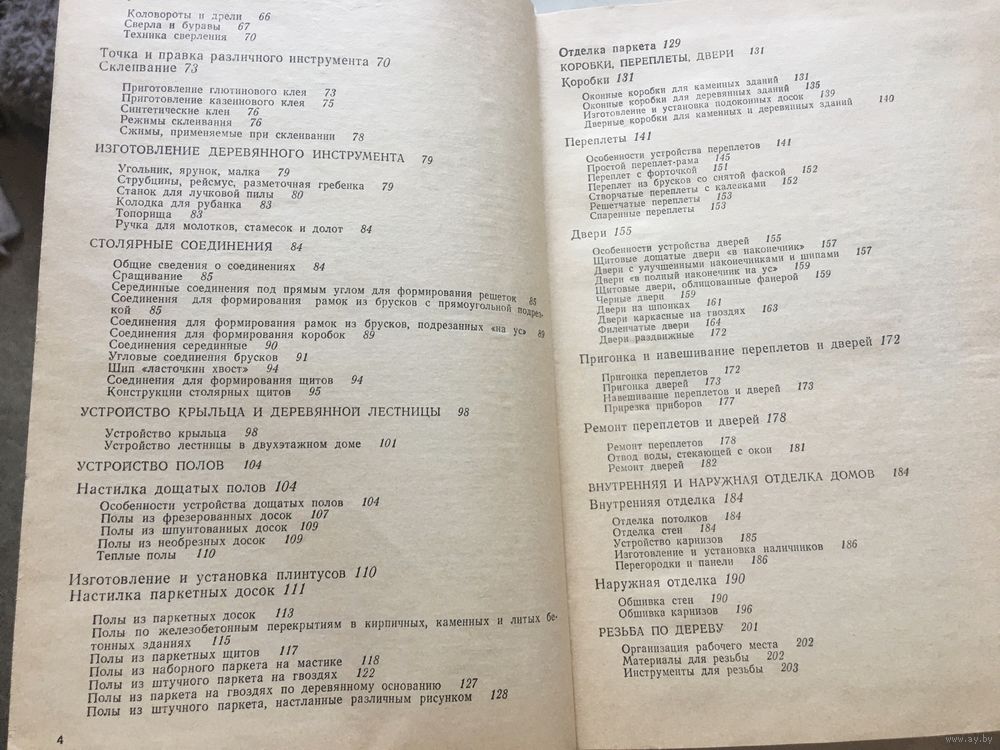 Коловороты и дрели 66
Сверла и буравы 67
Техника сверления 70
Точка и правка различного инструмента 70
Склеивание 73
Приготовление глютинового клея 73
Приготовление казеинового клея 75
Синтетические клеи 76
Режимы склеивания 76
Сжимы, применяемые при склеивании 78
ИЗГОТОВЛЕНИЕ ДЕРЕВЯННОГО ИНСТРУМЕНТА 79
Угольник, ярунок, малка 79
Струбцины, рейсмус, разметочная гребенка 79
Станок для лучковой пилы 80
Колодка для рубанка 83
Топорища 83
Ручка для молотков, стамесок и долот 84
СТОЛЯРНЫЕ СОЕДИНЕНИЯ 84
Общие сведения о соединениях 84
Сращивание 85
Серединные соединения под прямым углом для формирования решеток 85
Соединения для формирования рамок из брусков с прямоугольной подрез-
кой 85
Соединения для формирования рамок из брусков, подрезанных «на ус» 89
Соединения для формирования коробок 89
Соединения серединные 90
Угловые соединения брусков 91
Шип «ласточкин хвост» 94
Соединения для формирования щитов 94
Конструкции столярных щитов 95
УСТРОЙСТВО КРЫЛЬЦА И ДЕРЕВЯННОЙ ЛЕСТНИЦЫ 98
Устройство крыльца 98
Устройство лестницы в двухэтажном доме 101
УСТРОЙСТВО ПОЛОВ 104
Настилка дощатых полов 104
Особенности устройства дощатых полов 104
Полы из фрезерованных досок 107
Полы из шпунтованных досок 109
Полы из необрезных досок 109
Теплые полы 110
Изготовление и установка плинтусов 110
Настилка паркетных досок 111
Полы из паркетных досок 113
Полы по железобетонным перекрытиям в кирпичных, каменных и литых бе-
тонных зданиях 115
Полы из паркетных щитов 117
Полы из наборного паркета на мастике 118
Полы из штучного паркета на гвоздях 122
Полы из паркета на гвоздях по деревянному основанию 127
Полы из штучного паркета, настланные различным рисунком 128
4
Отделка паркета 129
КОРОБКИ, ПЕРЕПЛЕТЫ, ДВЕРИ 131
Коробки 131
Оконные коробки для каменных зданий 131
Оконные коробки для деревянных зданий 135
Изготовление и установка подоконных досок 139
Дверные коробки для каменных и деревянных зданий 140
Переплеты 141
Особенности устройства переплетов 141
Простой переплет-рама 145
Переплет с форточкой 151
Переплет из брусков со снятой фаской 152
Створчатые переплеты с калевками 152
Решетчатые переплеты 153
Спаренные переплеты 153
Двери 155
Особенности устройства дверей 155
Щитовые дощатые двери «в наконечник» 157
Двери с улучшенными наконечниками и шипами 157
Двери «в полный наконечник на ус» 159
Щитовые двери, облицованные фанерой 159
Черные двери 159
Двери на шпонках 161
Двери каркасные на гвоздях 163
Филенчатые двери 164
Двери раздвижные 172
Пригонка и навешивание переплетов и дверей 172
Пригонка переплетов 172
Пригонка дверей 173
Навешивание переплетов и дверей 173
Прирезка приборов 177
Ремонт переплетов и дверей 178
Ремонт переплетов 178
Отвод воды, стекающей с окон 181
Ремонт дверей 182
ВНУТРЕННЯЯ И НАРУЖНАЯ ОТДЕЛКА ДОМОВ 184
Внутренняя отделка 184
Отделка потолков 184
Отделка стен 184
Устройство карнизов 185
Изготовление и установка наличников 186
Перегородки и панели 186
Наружная отделка 190
Обшивка стен 190
Обшивка карнизов 196
РЕЗЬБА ПО ДЕРЕВУ 201
Организация рабочего места 202
Материалы для резьбы 202
Инструменты для резьбы 203
www.ay.by